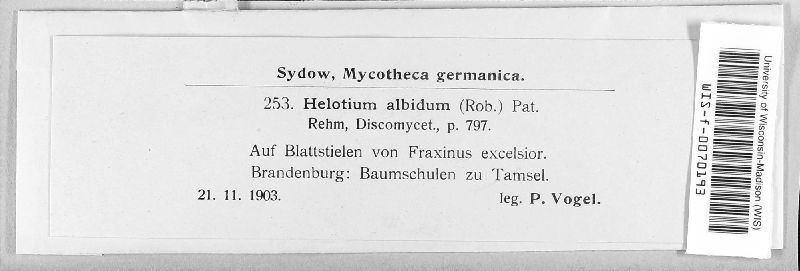 Sydow, Mycotheca germanica.
253. Helotium albidum (Rob.) Pat.
Rehm, Discomycet., p. 797.
Auf Blattstielen von Fraxinus excelsior.
Brandenburg: Baumschulen zu Tamsel.
21. 11. 1903. leg. P. Vogel.
University of Wisconsin-Madison (WIS)
WIS-f-0070193